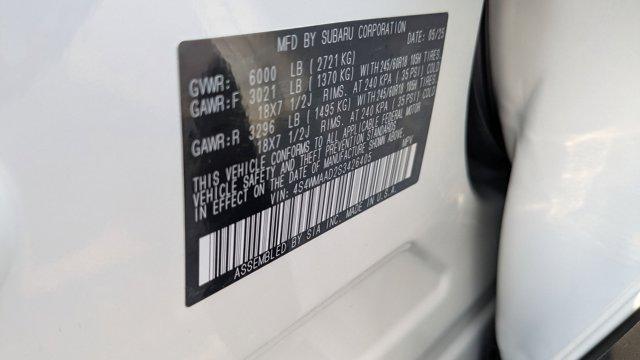 MFD BY SUBARU CORPORATION DATE: 05/25
GVWR: 6000 LB ( 2721 KG)
GAWR:F 3021 LB ( 1370 KG) WITH 245/60R18 105H TIRES,
18X7 1/2J RIMS, AT 240 KPA ( 35 PSI) COLD
GAWR:R 3296 LB ( 1495 KG) WITH 245/60R18 105H TIRES,
18X7 1/2J RIMS, AT 240 KPA ( 35 PSI) COLD
THIS VEHICLE CONFORMS TO ALL APPLICABLE FEDERAL MOTOR
VEHICLE SAFETY AND THEFT PREVENTION STANDARDS IN EFFECT
ON THE DATE OF MANUFACTURE SHOWN ABOVE.
VIN: 4S4WMAAD2S3426405 MPV
ASSEMBLED BY SIA INC. MADE IN U.S.A.